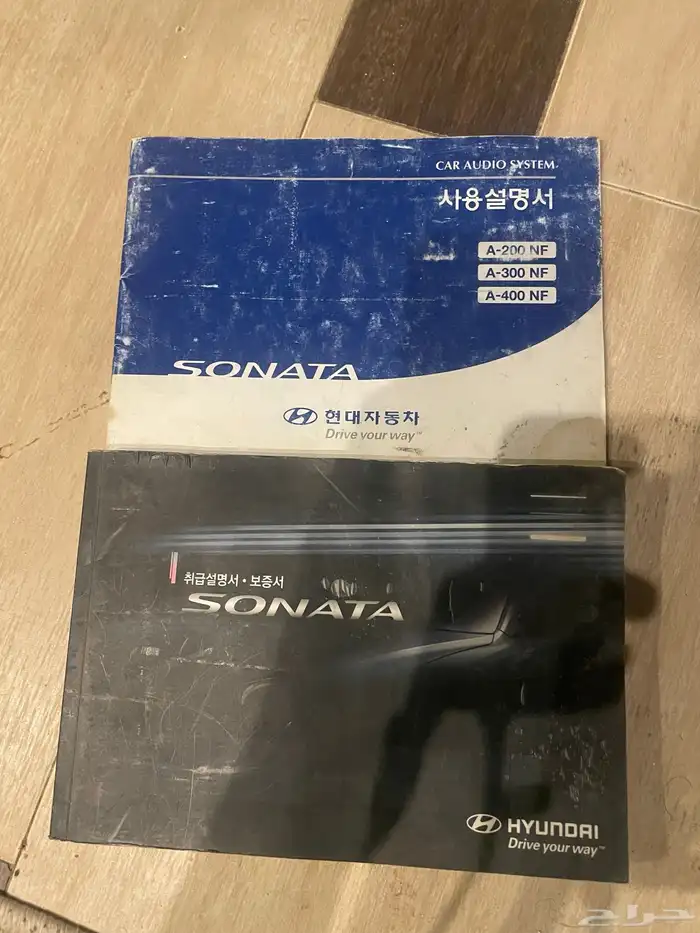 CAR AUDIO SYSTEM
사용설명서
A-200 NF
A-300 NF
A-400 NF
SONATA
현대자동차
Drive your way™
취급설명서 · 보증서
SONATA
HYUNDAI
Drive your way™
حراج